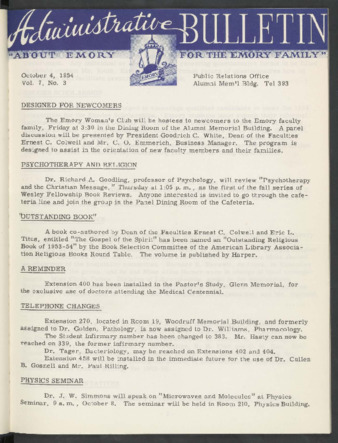 Administrative BULLETIN
"ABOUT EMORY FOR THE EMORY FAMILY"
EMORY
October 4, 1954 Public Relations Office
Vol. 7, No. 3 Alumni Mem'l Bldg. Tel 393
DESIGNED FOR NEWCOMERS
The Emory Woman's Club will be hostess to newcomers to the Emory faculty
family, Friday at 3:30 in the Dining Room of the Alumni Memorial Building. A panel
discussion will be presented by President Goodrich C. White, Dean of the Faculties
Ernest C. Colwell and Mr. C. O. Emmerich, Business Manager. The program is
designed to assist in the orientation of new faculty members and their families.
PSYCHOTHERAPY AND RELIGION
Dr. Richard A. Goodling, professor of Psychology, will review "Psychotherapy
and the Christian Message," Thursday at 1:05 p. m., as the first of the fall series of
Wesley Fellowship Book Reviews. Anyone interested is invited to go through the cafe-
teria line and join the group in the Panel Dining Room of the Cafeteria.
"OUTSTANDING BOOK"
A book co-authored by Dean of the Faculties Ernest C. Colwell and Eric L.
Titus, entitled "The Gospel of the Spirit" has been named an "Outstanding Religious
Book of 1953-54" by the Book Selection Committee of the American Library Associa-
tion Religious Books Round Table. The volume is published by Harper.
A REMINDER
Extension 400 has been installed in the Pastor's Study, Glenn Memorial, for
the exclusive use of doctors attending the Medical Centennial.
TELEPHONE CHANGES
Extension 270, located in Room 19, Woodruff Memorial Building, and formerly
assigned to Dr. Golden, Pathology, is now assigned to Dr. Williams, Pharmacology.
The Student Infirmary number has been changed to 383. Mr. Hasty can now be
reached on 339, the former infirmary number.
Dr. Tager, Bacteriology, may be reached on Extensions 402 and 404.
Extension 458 will be installed in the immediate future for the use of Dr. Cullen
B. Gosnell and Mr. Paul Hilling.
PHYSICS SEMINAR
Dr. J. W. Simmons will speak on "Microwaves and Molecules" at Physics
Seminar, 9 a. m., October 8. The seminar will be held in Room 210, Physics Building.